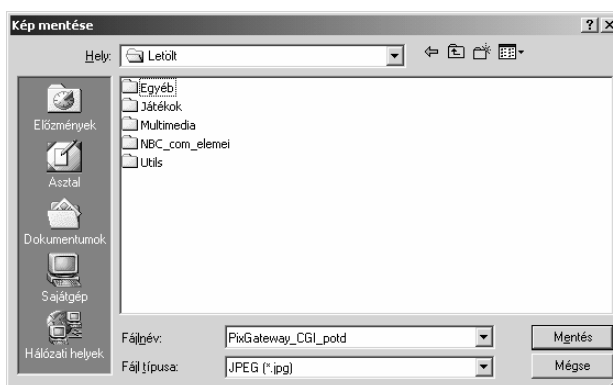 Kép mentése
Hely: Letölt
Előzmények
Asztal
Dokumentumok
Sajátgép
Hálózati helyek
Egyéb
Játékok
Multimedia
NBC_com_elemei
Utils
Fájlnév: PixGateway_CGI_potd Mentés
Fájl típusa: JPEG (*.jpg) Mégse